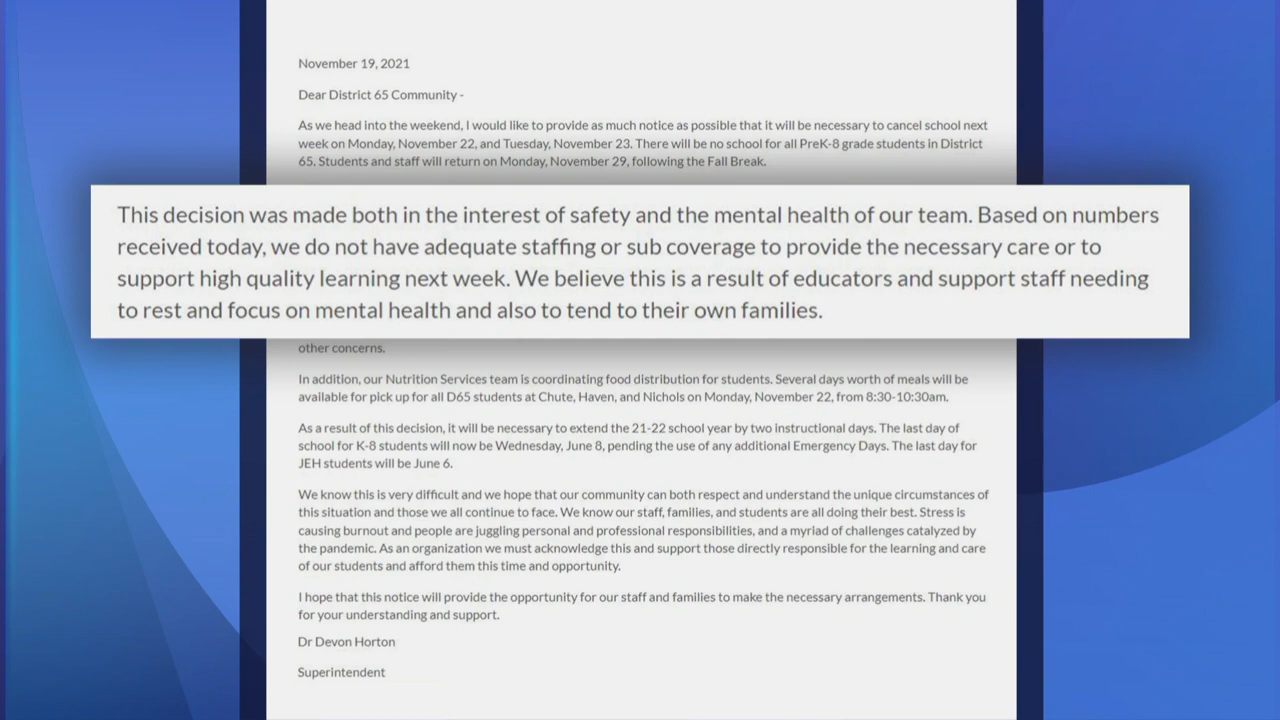 November 19, 2021
Dear District 65 Community -
As we head into the weekend, I would like to provide as much notice as possible that it will be necessary to cancel school next
week on Monday, November 22, and Tuesday, November 23. There will be no school for all PreK-8 grade students in District
65. Students and staff will return on Monday, November 29, following the Fall Break.
This decision was made both in the interest of safety and the mental health of our team. Based on numbers
received today, we do not have adequate staffing or sub coverage to provide the necessary care or to
support high quality learning next week. We believe this is a result of educators and support staff needing
to rest and focus on mental health and also to tend to their own families.
other concerns.
In addition, our Nutrition Services team is coordinating food distribution for students. Several days worth of meals will be
available for pick up for all D65 students at Chute, Haven, and Nichols on Monday, November 22, from 8:30-10:30am.
As a result of this decision, it will be necessary to extend the 21-22 school year by two instructional days. The last day of
school for K-8 students will now be Wednesday, June 8, pending the use of any additional Emergency Days. The last day for
JEH students will be June 6.
We know this is very difficult and we hope that our community can both respect and understand the unique circumstances of
this situation and those we all continue to face. We know our staff, families, and students are all doing their best. Stress is
causing burnout and people are juggling personal and professional responsibilities, and a myriad of challenges catalyzed by
the pandemic. As an organization we must acknowledge this and support those directly responsible for the learning and care
of our students and afford them this time and opportunity.
I hope that this notice will provide the opportunity for our staff and families to make the necessary arrangements. Thank you
for your understanding and support.
Dr Devon Horton
Superintendent